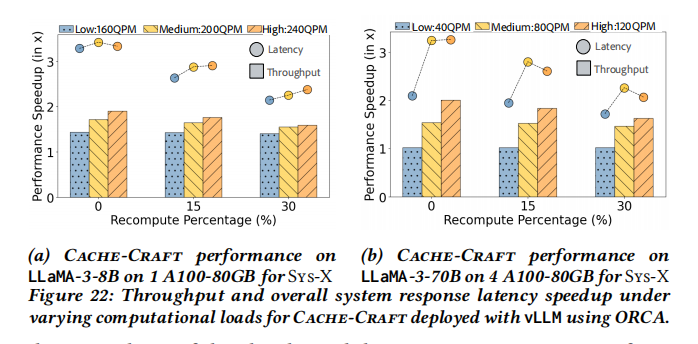 Low:160QPM Medium:200QPM High:240QPM
Performance Speedup (in x)
3
2
1
0
Latency
Throughput
0 15 30
Recompute Percentage (%)
Low:40QPM Medium:80QPM High:120QPM
Performance Speedup (in x)
3
2
1
0
Latency
Throughput
0 15 30
Recompute Percentage (%)
(a) CACHE-CRAFT performance on
LLaMA-3-8B on 1 A100-80GB for SYS-X
(b) CACHE-CRAFT performance on
LLaMA-3-70B on 4 A100-80GB for SYS-X
Figure 22: Throughput and overall system response latency speedup under
varying computational loads for CACHE-CRAFT deployed with vLLM using ORCA.